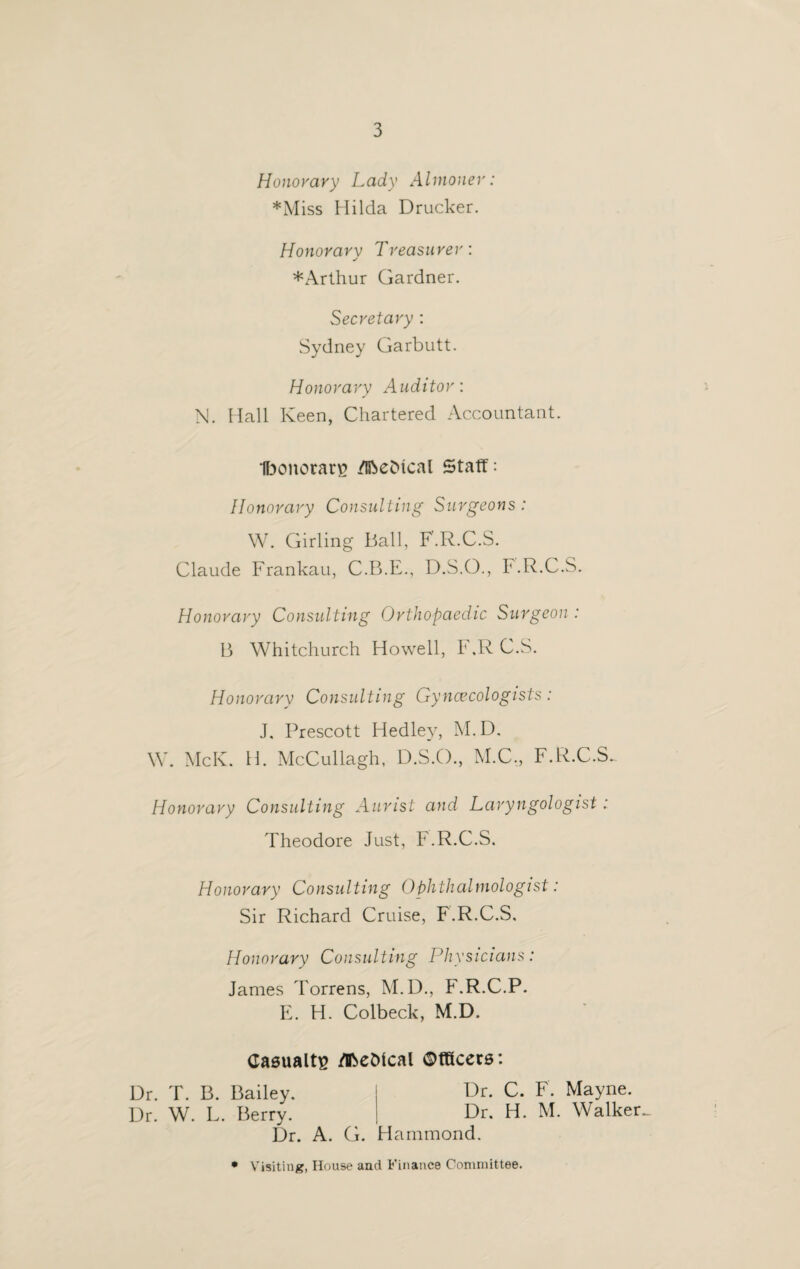 3
Honorary Lady Almoner:
*Miss Hilda Drucker.
Honorary Treasurer:
*Arthur Gardner.
Secretary:
Sydney Garbutt.
Honorary Auditor:
N. Hall Keen, Chartered Accountant.
Honorary Medical Staff:
Honorary Consulting Surgeons:
W. Girling Ball, F.R.C.S.
Claude Frankau, C.B.E., D.S.O., F.R.C.S.
Honorary Consulting Orthopaedic Surgeon:
B Whitchurch Howell, F.R C.S.
Honorary Consulting Gynœcologists:
J. Prescott Hedley, M.D.
W. McK. H. McCullagh, D.S.O., M.C., F.R.C.S.
Honorary Consulting Aurist and Laryngologist:
Theodore Just, F.R.C.S.
Honorary Consulting Ophthalmologist:
Sir Richard Cruise, F.R.C.S.
Honorary Consulting Physicians:
James Torrens, M.D., F.R.C.P.
E. H. Colbeck, M.D.
Casualty Medical Officers:
Dr. T. B. Bailey. Dr. C. F. Mayne.
Dr. W. L. Berry. Dr. H. M. Walker.
Dr. A. G. Hammond.
* Visiting, House and Finance Committee.